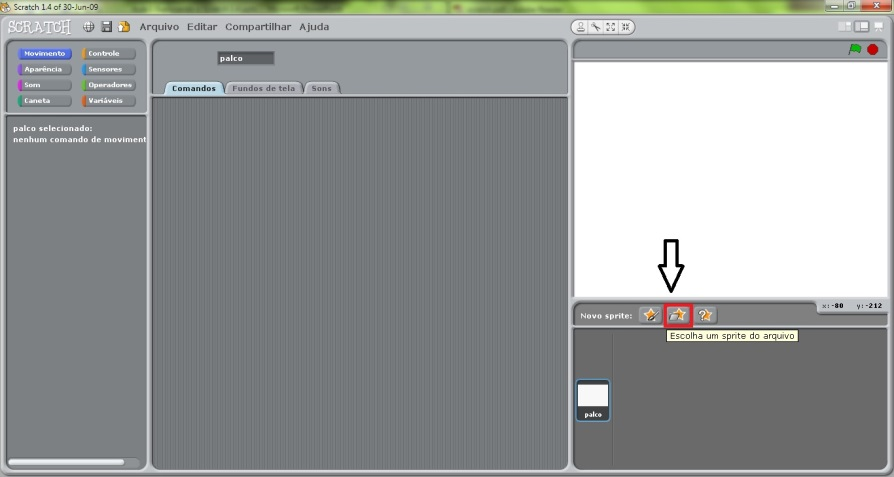 Scratch 1.4 of 30-Jun-09
SCRATCH Arquivo Editar Compartilhar Ajuda
Movimento Controle
Aparência Sensores
Som Operadores
Caneta Variáveis
palco selecionado:
nenhum comando de moviment
palco
Comandos Fundos de tela Sons
x: -80 y: -212
Novo sprite:
Escolha um sprite do arquivo
palco